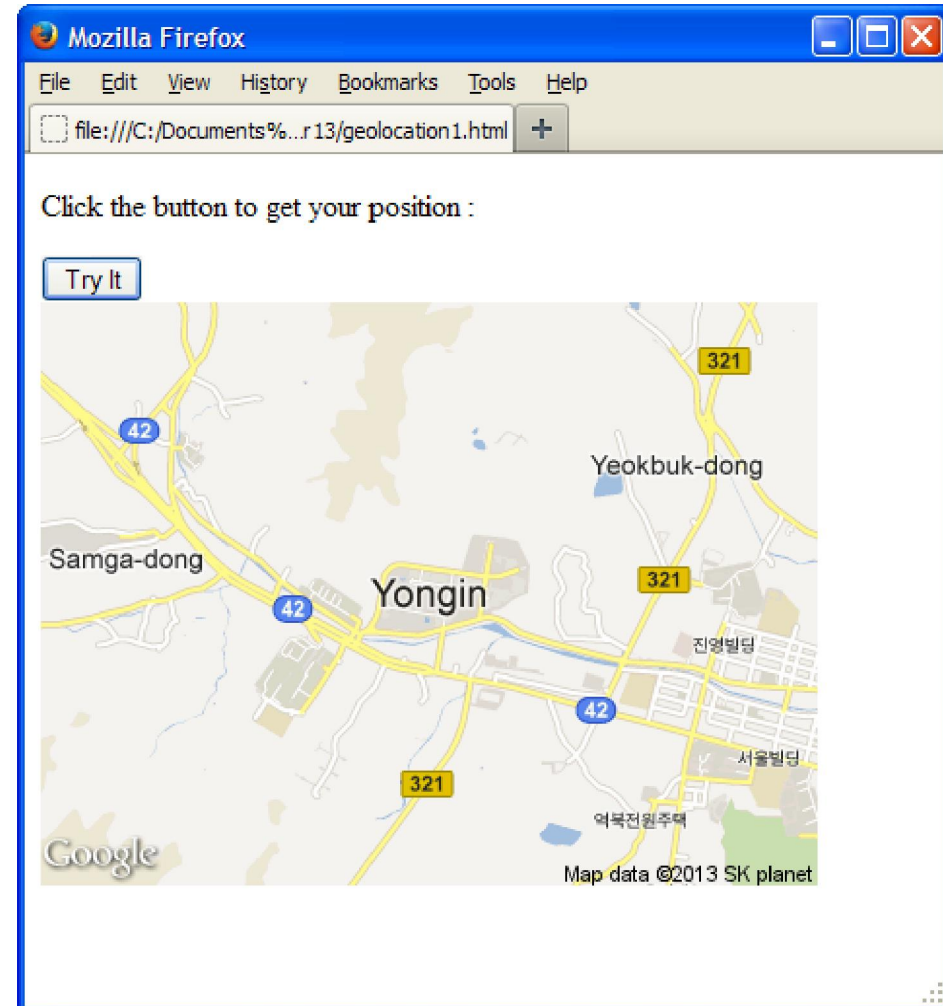 Mozilla Firefox
File Edit View History Bookmarks Tools Help
file:///C:/Documents%...r13/geolocation1.html +
Click the button to get your position :
Try It
321
42
Yeokbuk-dong
Samga-dong
321
Yongin
42
진영빌딩
42
서울빌딩
321
역북전원주택
Google
Map data ©2013 SK planet